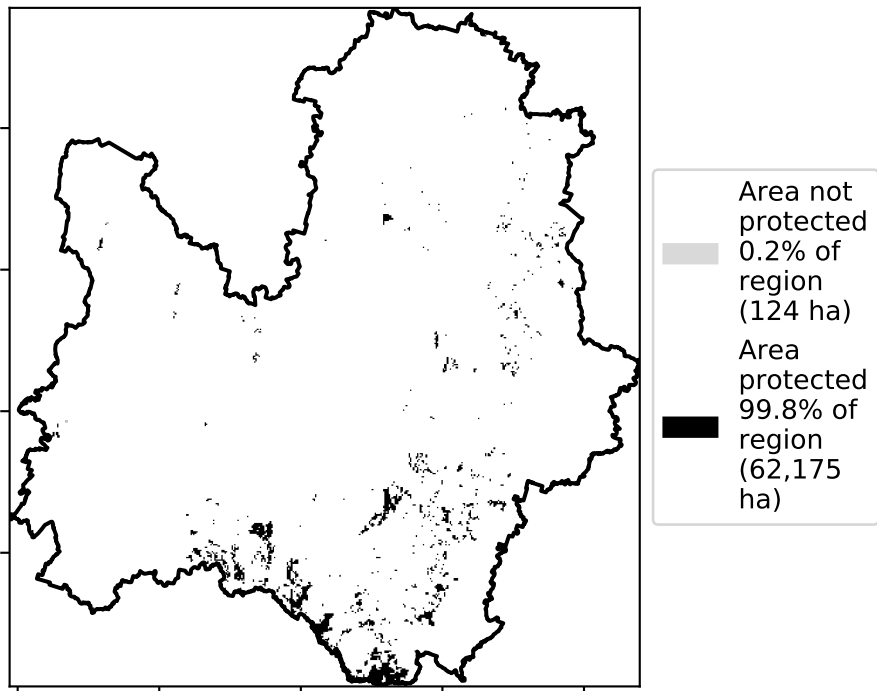 Area not
protected
0.2% of
region
(124 ha)
Area
protected
99.8% of
region
(62,175
ha)